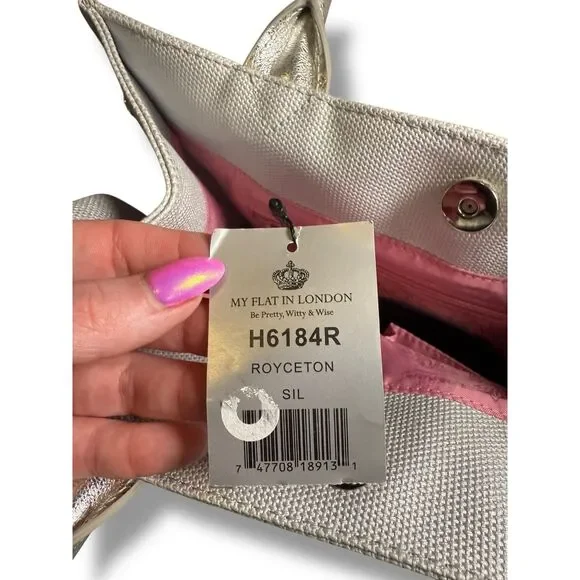 MY FLAT IN LONDON
Be Pretty, Witty & Wise
H6184R
ROYCETON
SIL
7 47708 18913 1